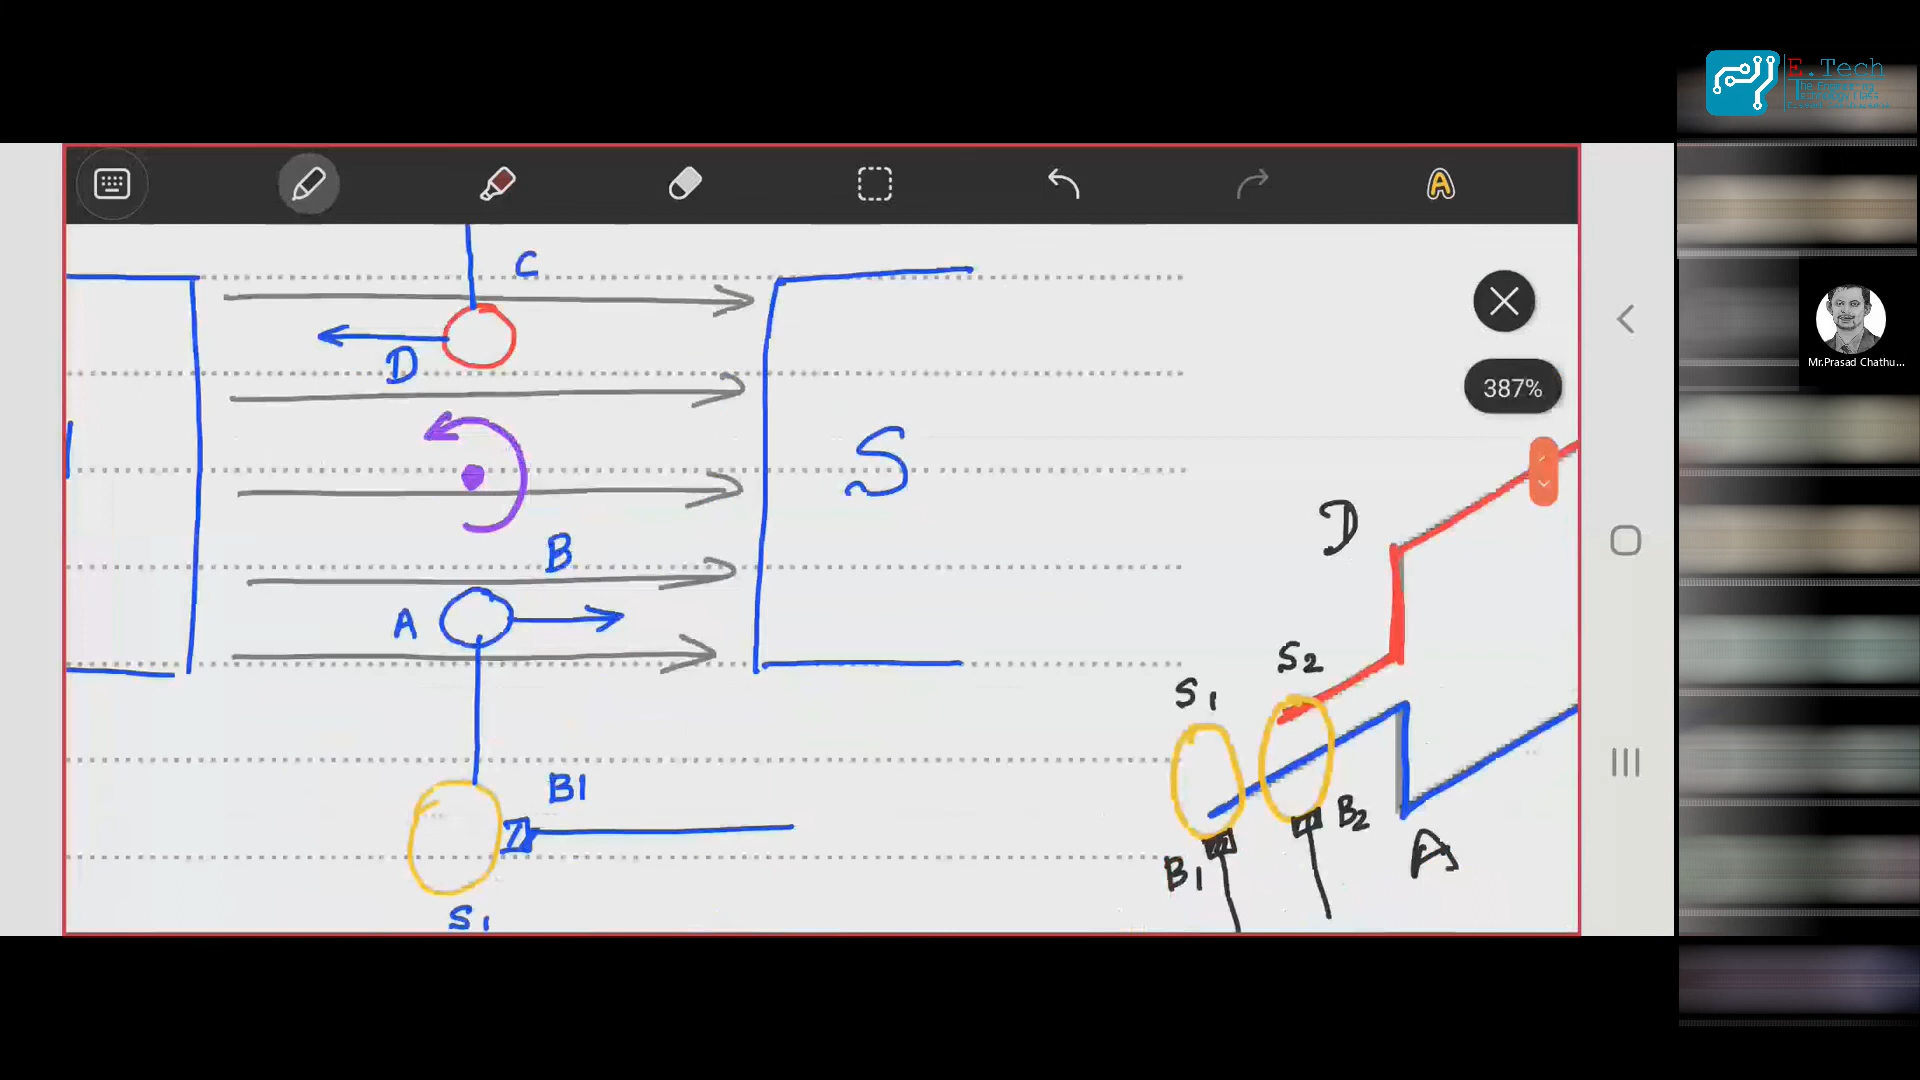 E.Tech
C
D
387%
S
D
B
A
S2
S1
B1
B2
B1
A
S1
Mr.Prasad Chathu...